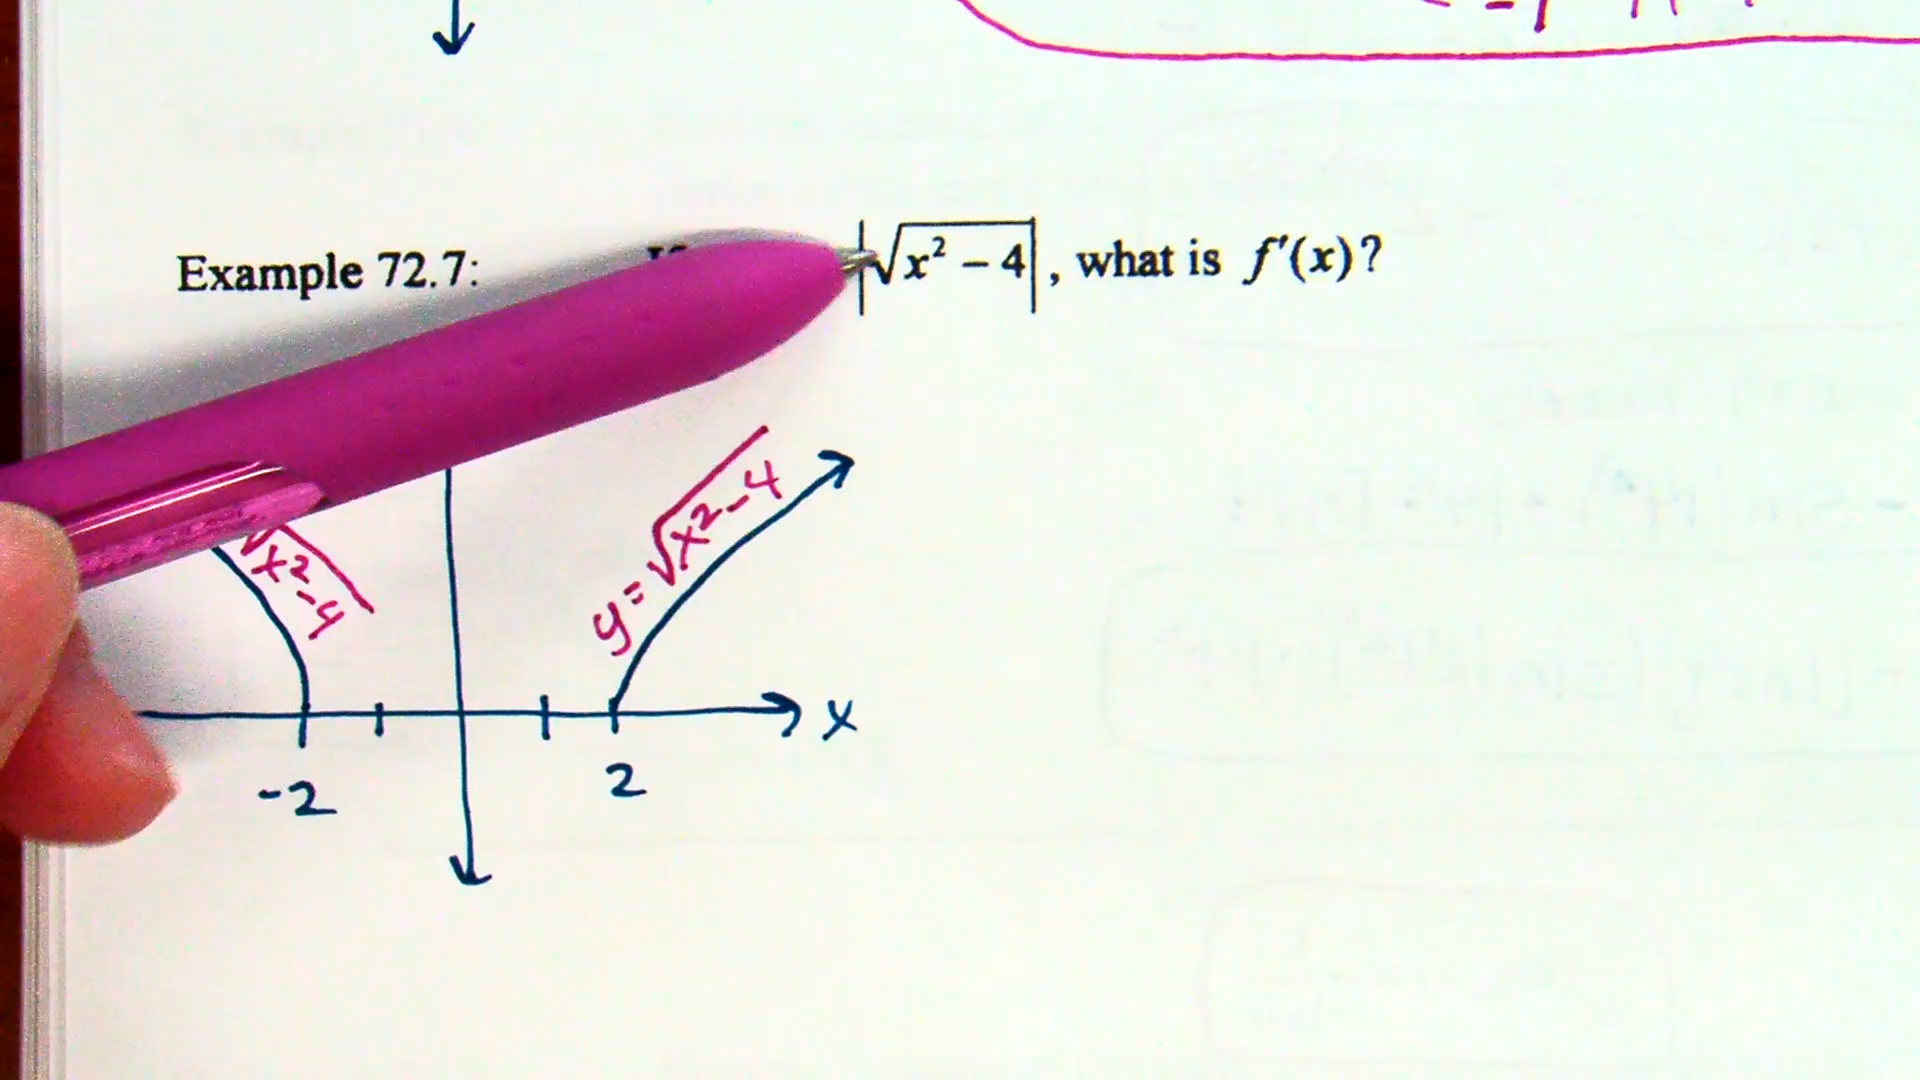 Example 72.7: |√x² - 4|, what is f'(x)?
√x² - 4
y = √x² - 4
x
-2
2